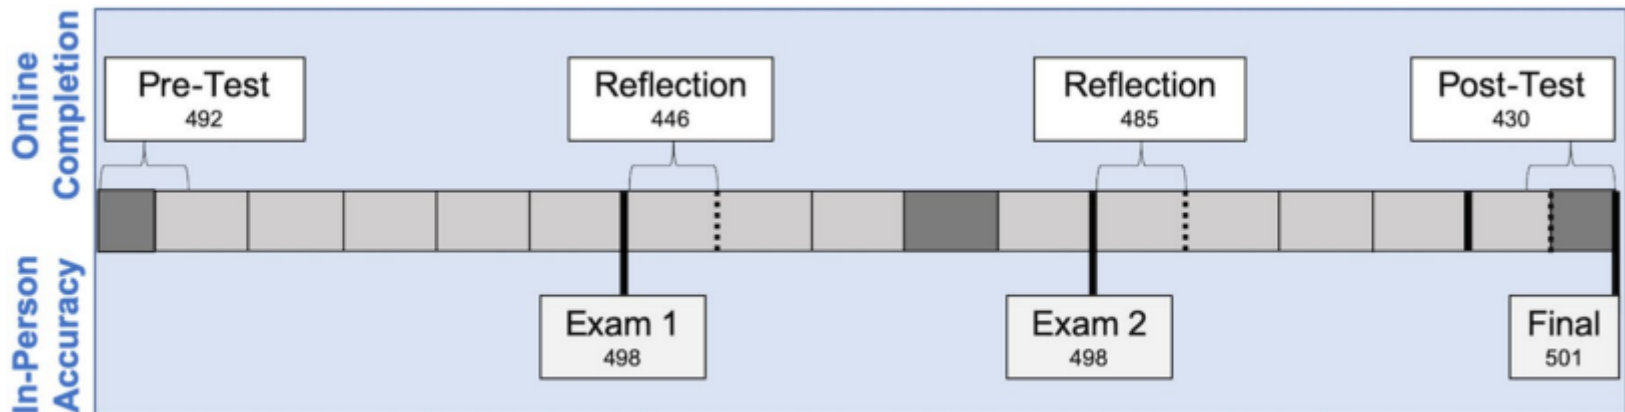 Online
Completion
Pre-Test
492
Reflection
446
Reflection
485
Post-Test
430
In-Person
Accuracy
Exam 1
498
Exam 2
498
Final
501